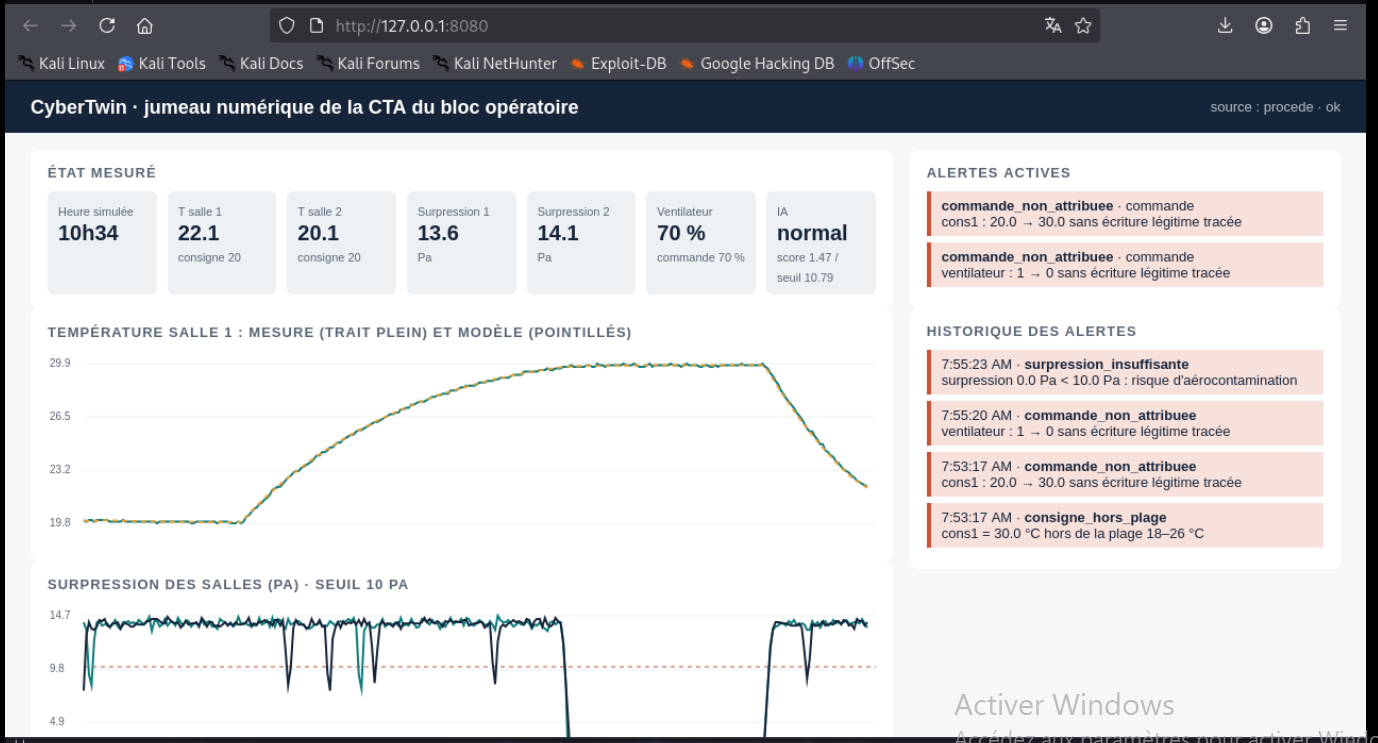 http://127.0.0.1:8080
Kali Linux Kali Tools Kali Docs Kali Forums Kali NetHunter Exploit-DB Google Hacking DB OffSec
CyberTwin · jumeau numérique de la CTA du bloc opératoire
source : procede · ok
ÉTAT MESURÉ
Heure simulée
10h34
T salle 1
22.1
consigne 20
T salle 2
20.1
consigne 20
Surpression 1
13.6
Pa
Surpression 2
14.1
Pa
Ventilateur
70 %
commande 70 %
IA
normal
score 1.47 /
seuil 10.79
TEMPÉRATURE SALLE 1 : MESURE (TRAIT PLEIN) ET MODÈLE (POINTILLÉS)
29.9
26.5
23.2
19.8
SURPRESSION DES SALLES (PA) · SEUIL 10 PA
14.7
9.8
4.9
ALERTES ACTIVES
commande_non_attribuee · commande
cons1 : 20.0 → 30.0 sans écriture légitime tracée
commande_non_attribuee · commande
ventilateur : 1 → 0 sans écriture légitime tracée
HISTORIQUE DES ALERTES
7:55:23 AM · surpression_insuffisante
surpression 0.0 Pa < 10.0 Pa : risque d'aérocontamination
7:55:20 AM · commande_non_attribuee
ventilateur : 1 → 0 sans écriture légitime tracée
7:53:17 AM · commande_non_attribuee
cons1 : 20.0 → 30.0 sans écriture légitime tracée
7:53:17 AM · consigne_hors_plage
cons1 = 30.0 °C hors de la plage 18–26 °C
Activer Windows
Accédez aux paramètres pour activer